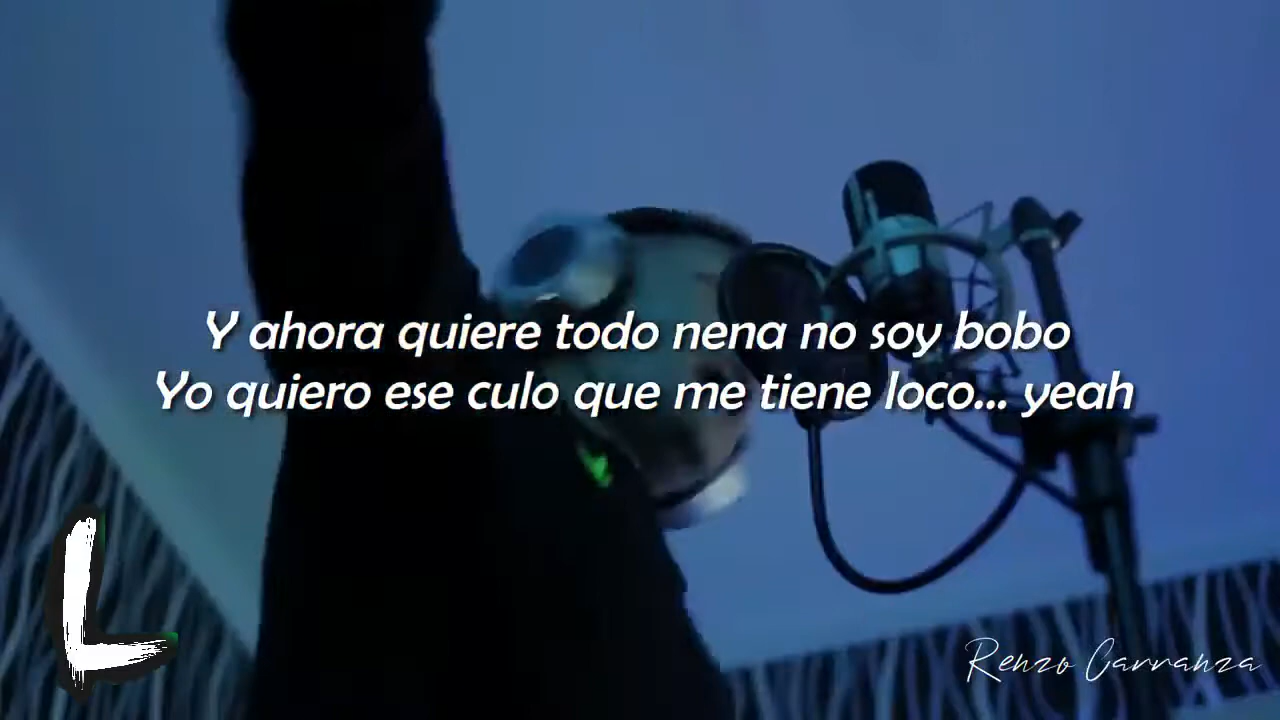 Y ahora quiere todo nena no soy bobo
Yo quiero ese culo que me tiene loco... yeah
L
Renzo Carranza